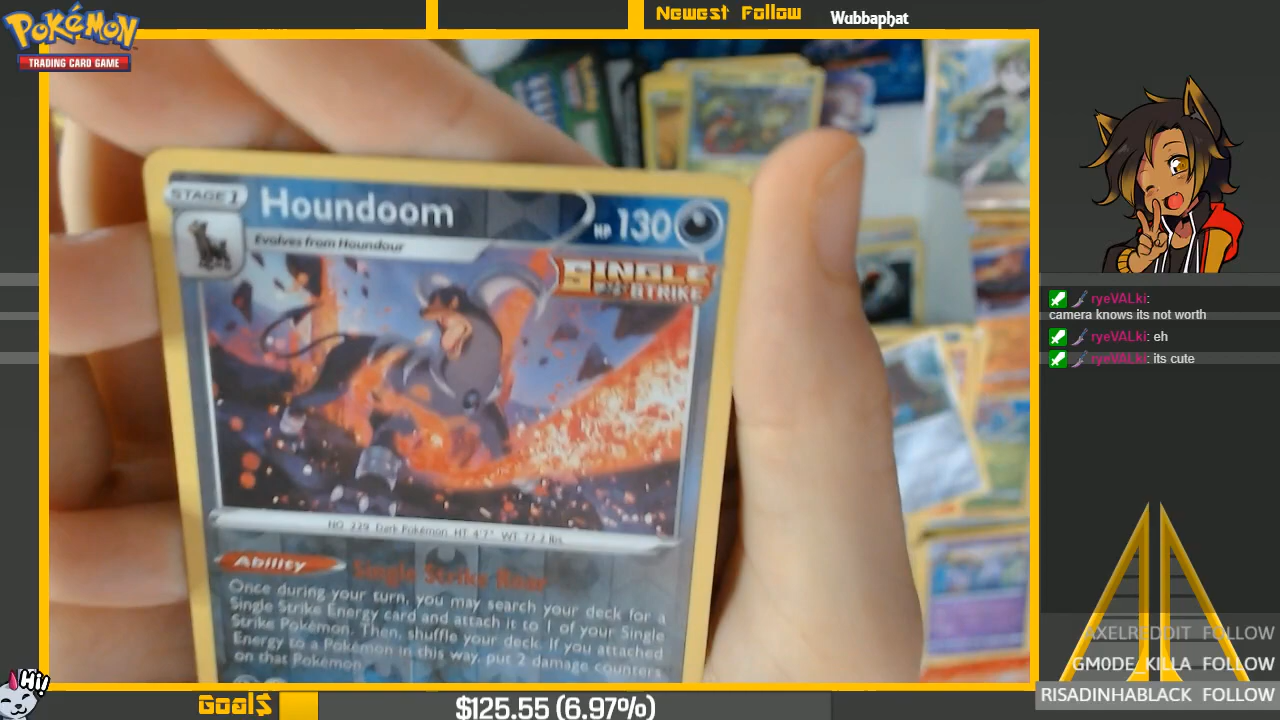 POKéMON
TRADING CARD GAME
Newest Follow
Wubbaphat
STAGE 1
Houndoom
HP 130
Evolves from Houndour
SINGLE
STRIKE
NO. 229 Dark Pokémon HT: 4'7" WT: 77.2 lbs.
Ability
Single Strike Roar
Once during your turn, you may search your deck for a
Single Strike Energy card and attach it to 1 of your Single
Strike Pokémon. Then, shuffle your deck. If you attached
Energy to a Pokémon in this way, put 2 damage counters
on that Pokémon.
ryeVALki:
camera knows its not worth
ryeVALki: eh
ryeVALki: its cute
AXELREDDIT FOLLOW
GM0DE_KILLA FOLLOW
RISADINHABLACK FOLLOW
Hi!
Goals
$125.55 (6.97%)